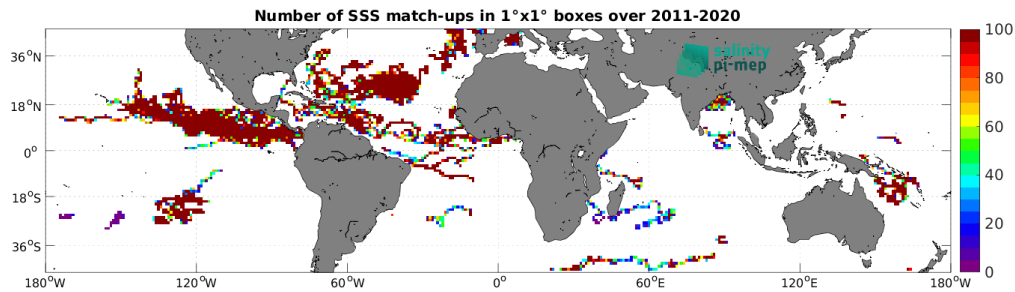 Number of SSS match-ups in 1°x1° boxes over 2011-2020
salinity
pi-mep
36°N
18°N
0°
18°S
36°S
180°W
120°W
60°W
0°
60°E
120°E
180°W
100
80
60
40
20
0